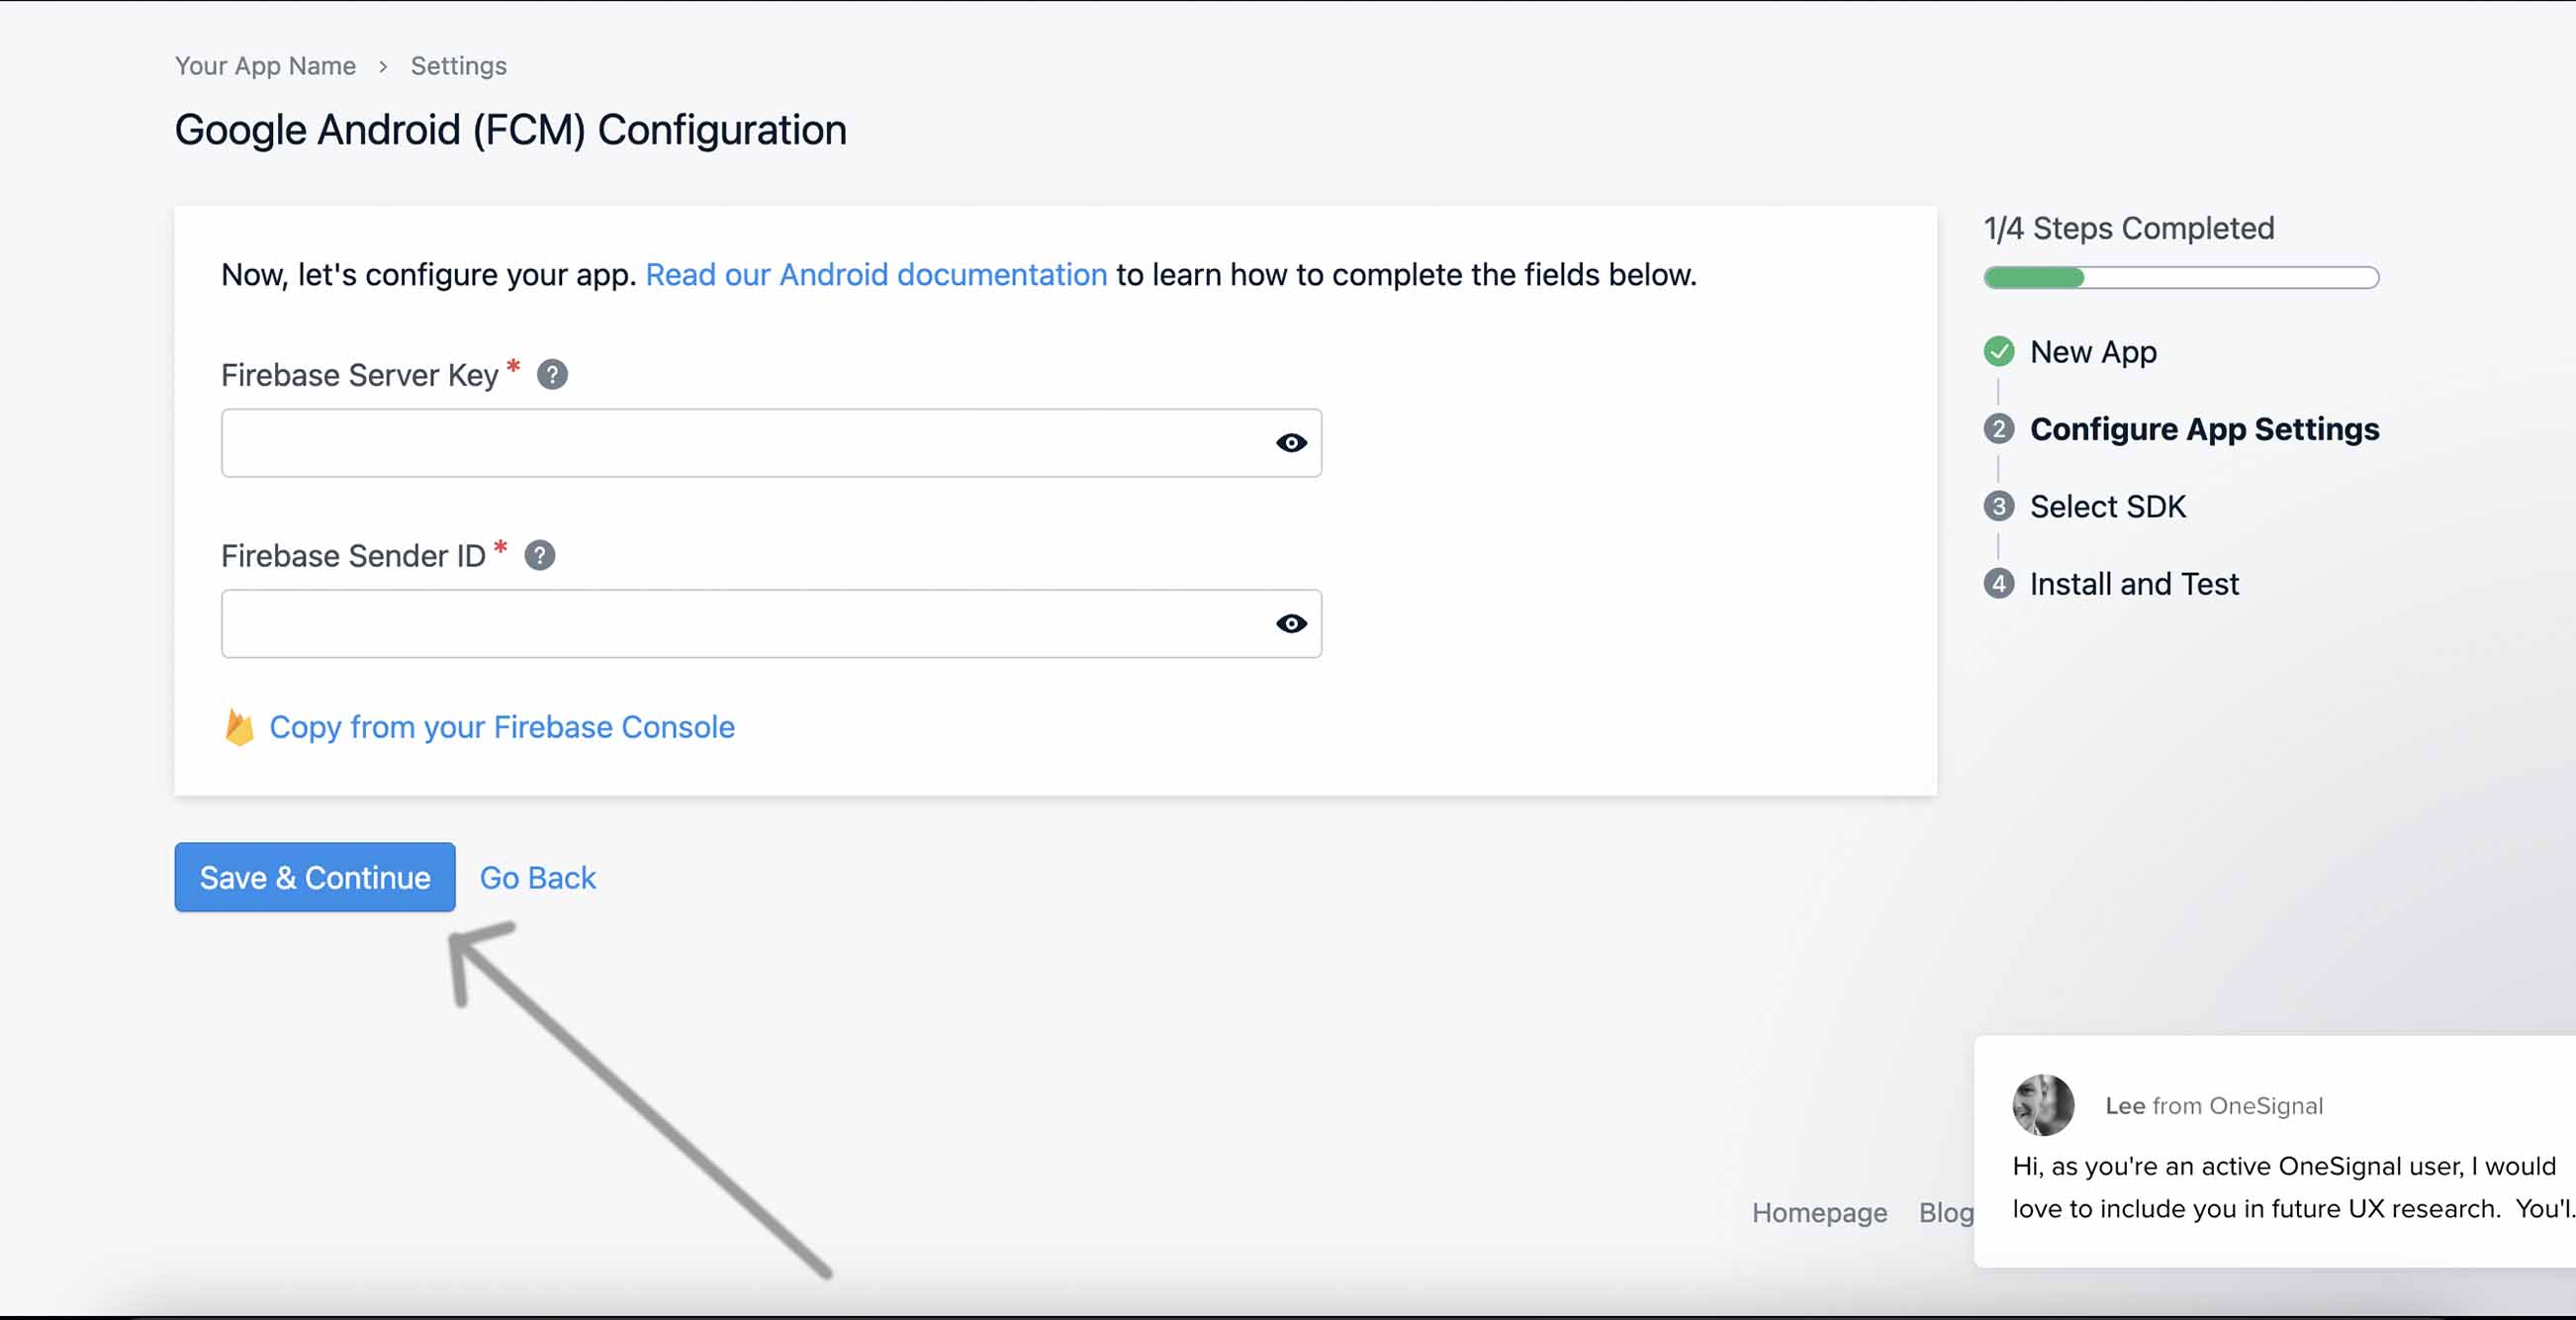 Your App Name > Settings
Google Android (FCM) Configuration
Now, let's configure your app. Read our Android documentation to learn how to complete the fields below.
Firebase Server Key * ?
Firebase Sender ID * ?
Copy from your Firebase Console
Save & Continue Go Back
1/4 Steps Completed
New App
2 Configure App Settings
3 Select SDK
4 Install and Test
Lee from OneSignal
Hi, as you're an active OneSignal user, I would
love to include you in future UX research. You'l.
Homepage Blog